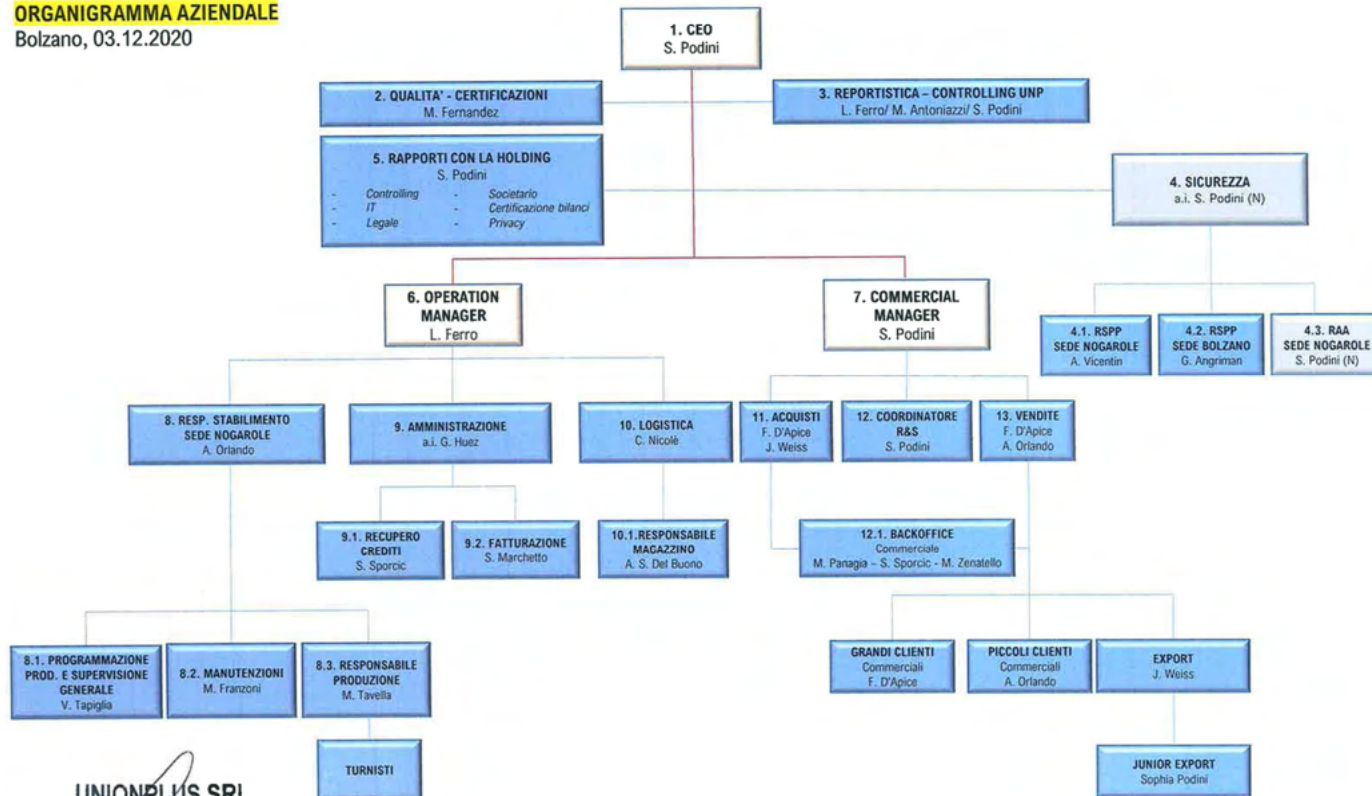 ORGANIGRAMMA AZIENDALE
Bolzano, 03.12.2020
1. CEO
S. Podini
2. QUALITA' - CERTIFICAZIONI
M. Fernandez
3. REPORTISTICA – CONTROLLING UNP
L. Ferro/ M. Antoniazzi/ S. Podini
5. RAPPORTI CON LA HOLDING
S. Podini
- Controlling - Societario
- IT - Certificazione bilanci
- Legale - Privacy
4. SICUREZZA
a.i. S. Podini (N)
6. OPERATION
MANAGER
L. Ferro
7. COMMERCIAL
MANAGER
S. Podini
4.1. RSPP
SEDE NOGAROLE
A. Vicentin
4.2. RSPP
SEDE BOLZANO
G. Angriman
4.3. RAA
SEDE NOGAROLE
S. Podini (N)
8. RESP. STABILIMENTO
SEDE NOGAROLE
A. Orlando
9. AMMINISTRAZIONE
a.i. G. Huez
10. LOGISTICA
C. Nicolé
11. ACQUISTI
F. D'Apice
J. Weiss
12. COORDINATORE
R&S
S. Podini
13. VENDITE
F. D'Apice
A. Orlando
9.1. RECUPERO
CREDITI
S. Sporcic
9.2. FATTURAZIONE
S. Marchetto
10.1.RESPONSABILE
MAGAZZINO
A. S. Del Buono
12.1. BACKOFFICE
Commerciale
M. Panagia – S. Sporcic - M. Zenatello
8.1. PROGRAMMAZIONE
PROD. E SUPERVISIONE
GENERALE
V. Tapiglia
8.2. MANUTENZIONI
M. Franzoni
8.3. RESPONSABILE
PRODUZIONE
M. Tavella
GRANDI CLIENTI
Commerciali
F. D'Apice
PICCOLI CLIENTI
Commerciali
A. Orlando
EXPORT
J. Weiss
TURNISTI
JUNIOR EXPORT
Sophia Podini
UNIONPLUS SRL